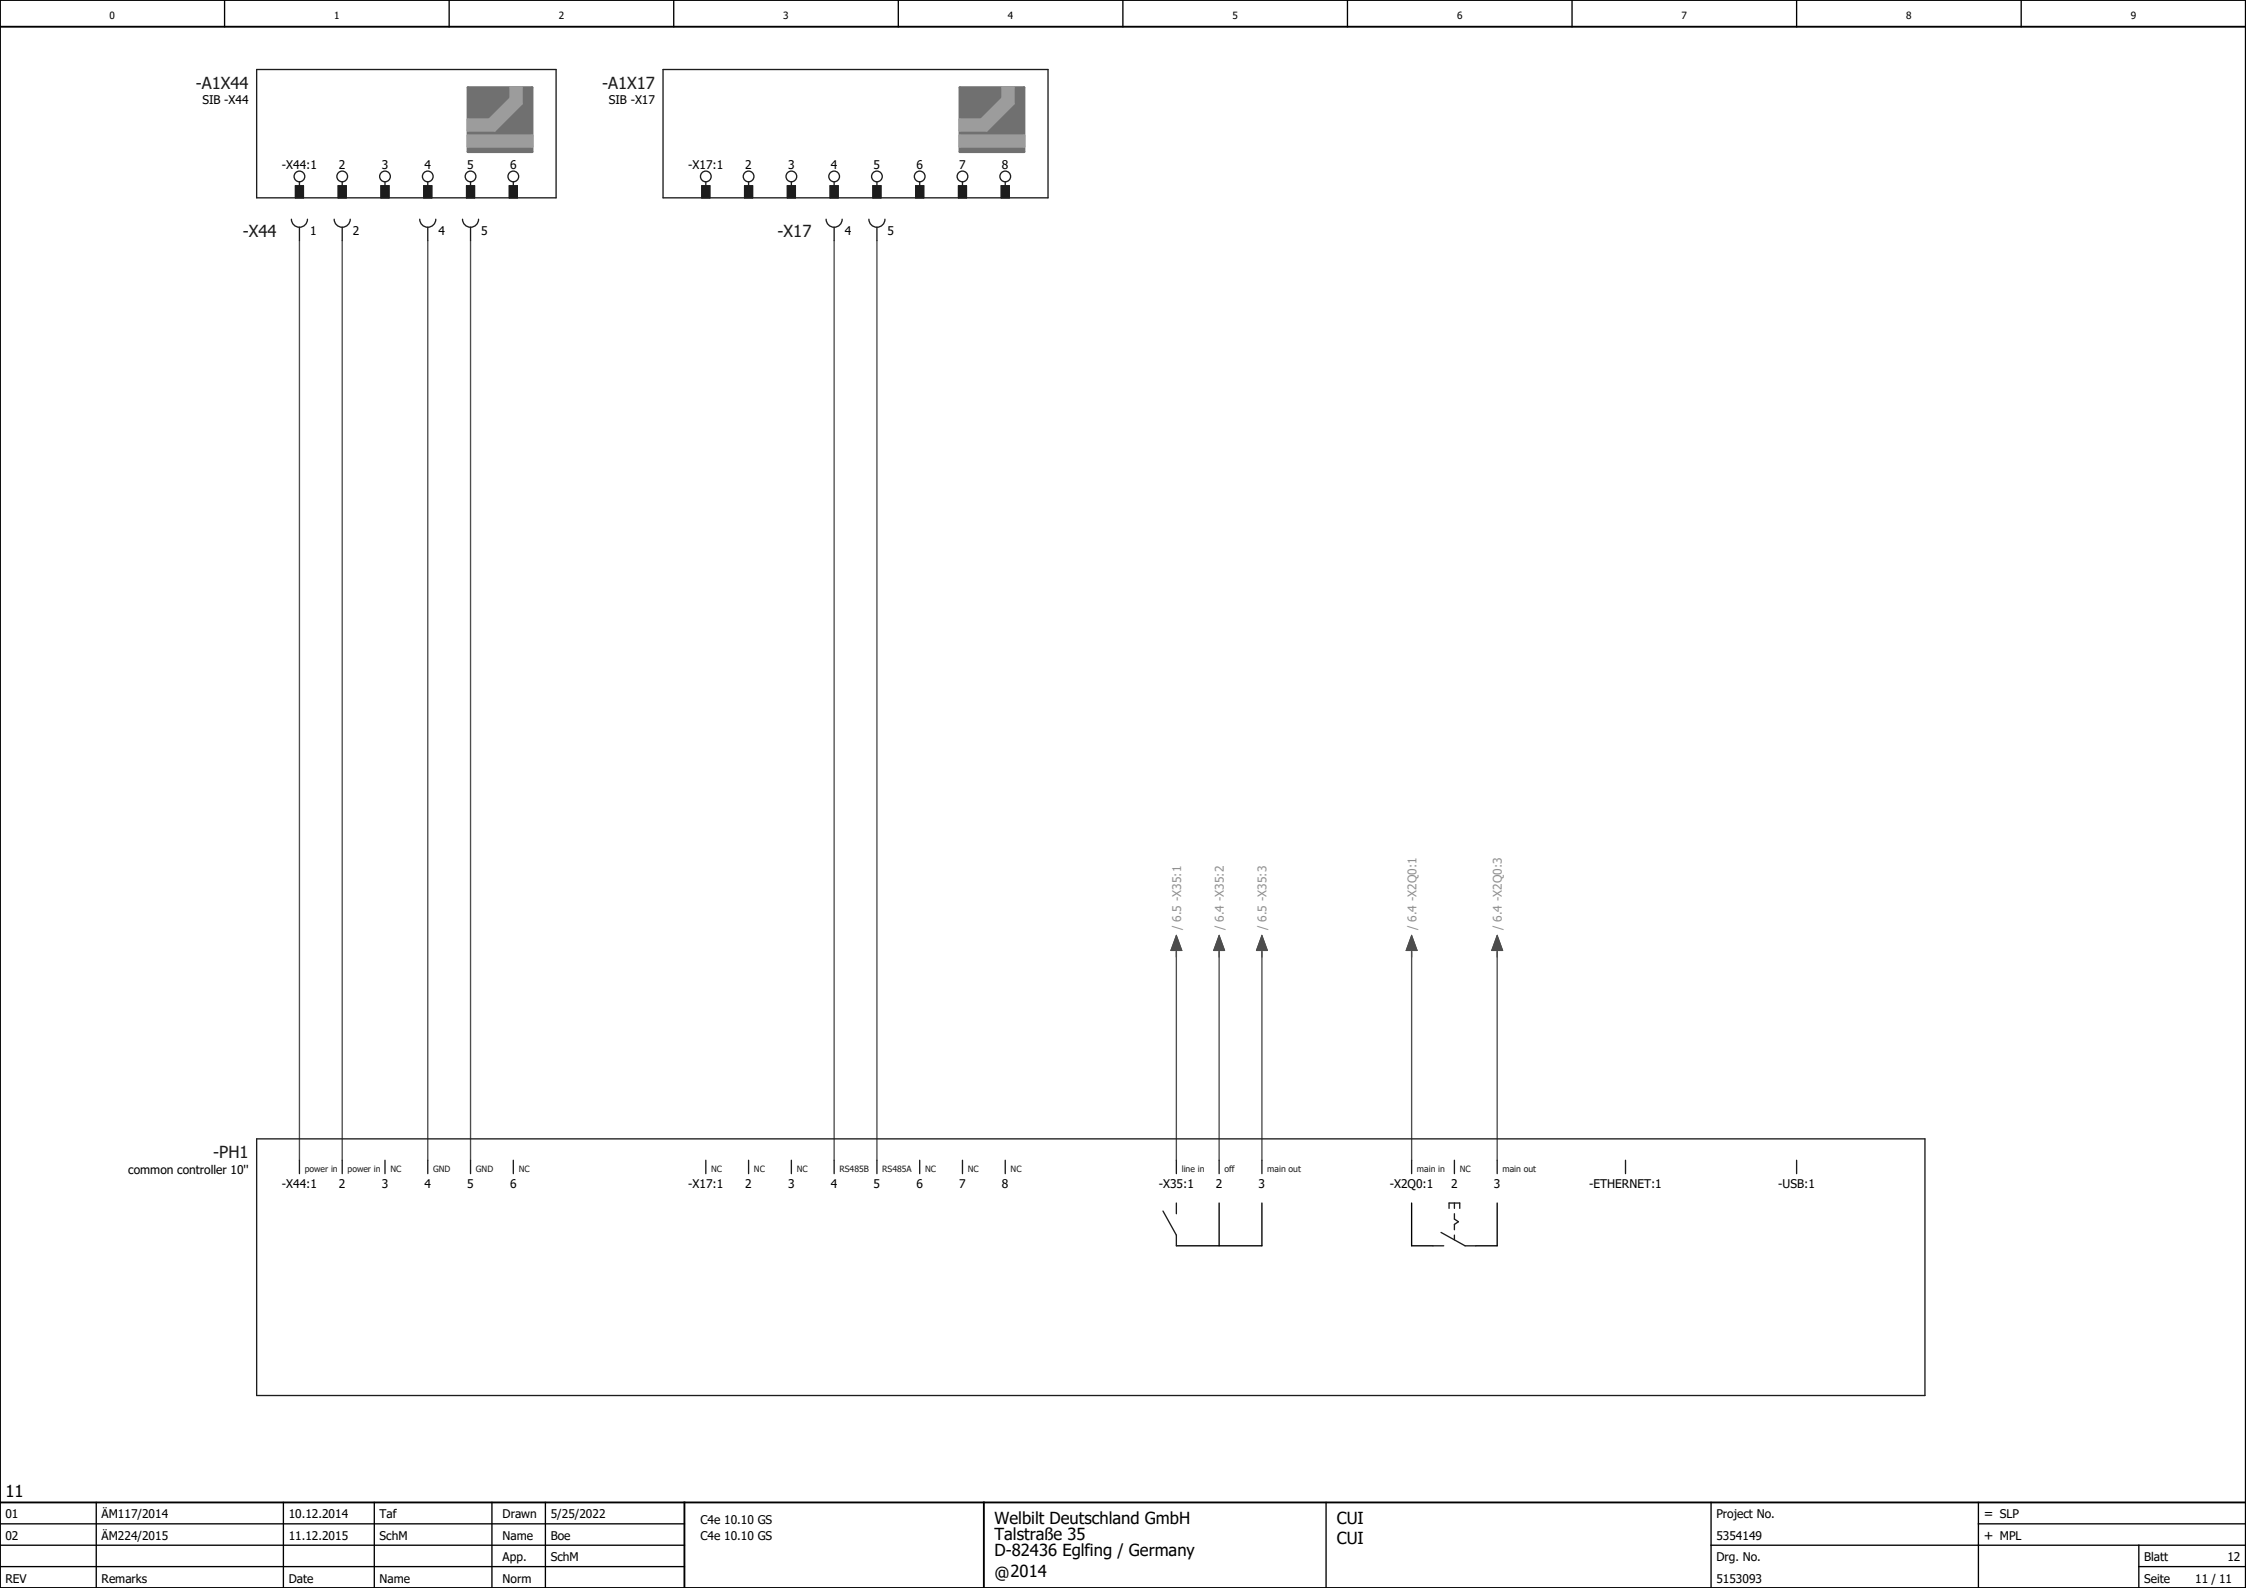 0 1 2 3 4 5 6 7 8 9
-A1X44
SIB -X44
-X44:1 2 3 4 5 6
-A1X17
SIB -X17
-X17:1 2 3 4 5 6 7 8
-X44 1 2 4 5
-X17 4 5
/ 6.5 -X35:1
/ 6.4 -X35:2
/ 6.5 -X35:3
/ 6.4 -X2Q0:1
/ 6.4 -X2Q0:3
-PH1
common controller 10"
power in power in NC GND GND NC
-X44:1 2 3 4 5 6
NC NC NC RS485B RS485A NC NC NC
-X17:1 2 3 4 5 6 7 8
line in off main out
-X35:1 2 3
main in NC main out
-X2Q0:1 2 3
-ETHERNET:1
-USB:1
11
01 ÄM117/2014 10.12.2014 Taf Drawn 5/25/2022
02 ÄM224/2015 11.12.2015 SchM Name Boe
App. SchM
REV Remarks Date Name Norm
C4e 10.10 GS
C4e 10.10 GS
Welbilt Deutschland GmbH
Talstraße 35
D-82436 Eglfing / Germany
@2014
CUI
CUI
Project No.
5354149
Drg. No.
5153093
= SLP
+ MPL
Blatt 12
Seite 11 / 11